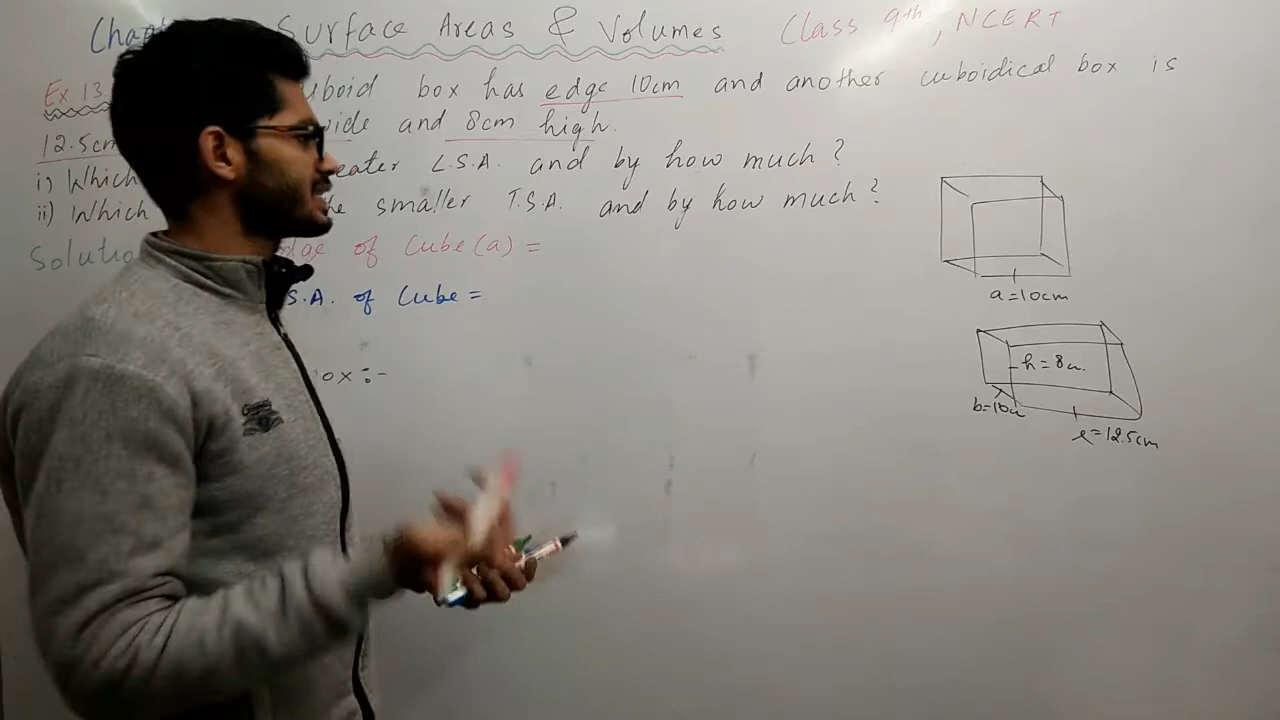 Chap Surface Areas & Volumes Class 9th, NCERT
Ex 13 uboid box has edge 10cm and another cuboidical box is
12.5cm wide and 8cm high.
i) Which eater L.S.A. and by how much?
ii) Which he smaller T.S.A. and by how much?
Solutio dge of Cube(a) =
S.A. of Cube =
ox :-
a=10cm
h=8cm
b=10cm
l=12.5cm